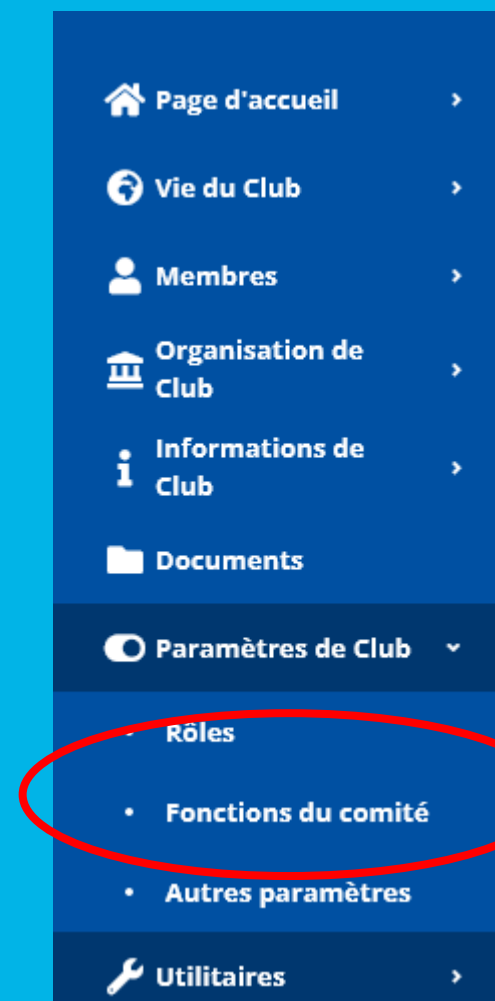 Page d'accueil
Vie du Club
Membres
Organisation de
Club
Informations de
Club
Documents
Paramètres de Club
Rôles
Fonctions du comité
Autres paramètres
Utilitaires